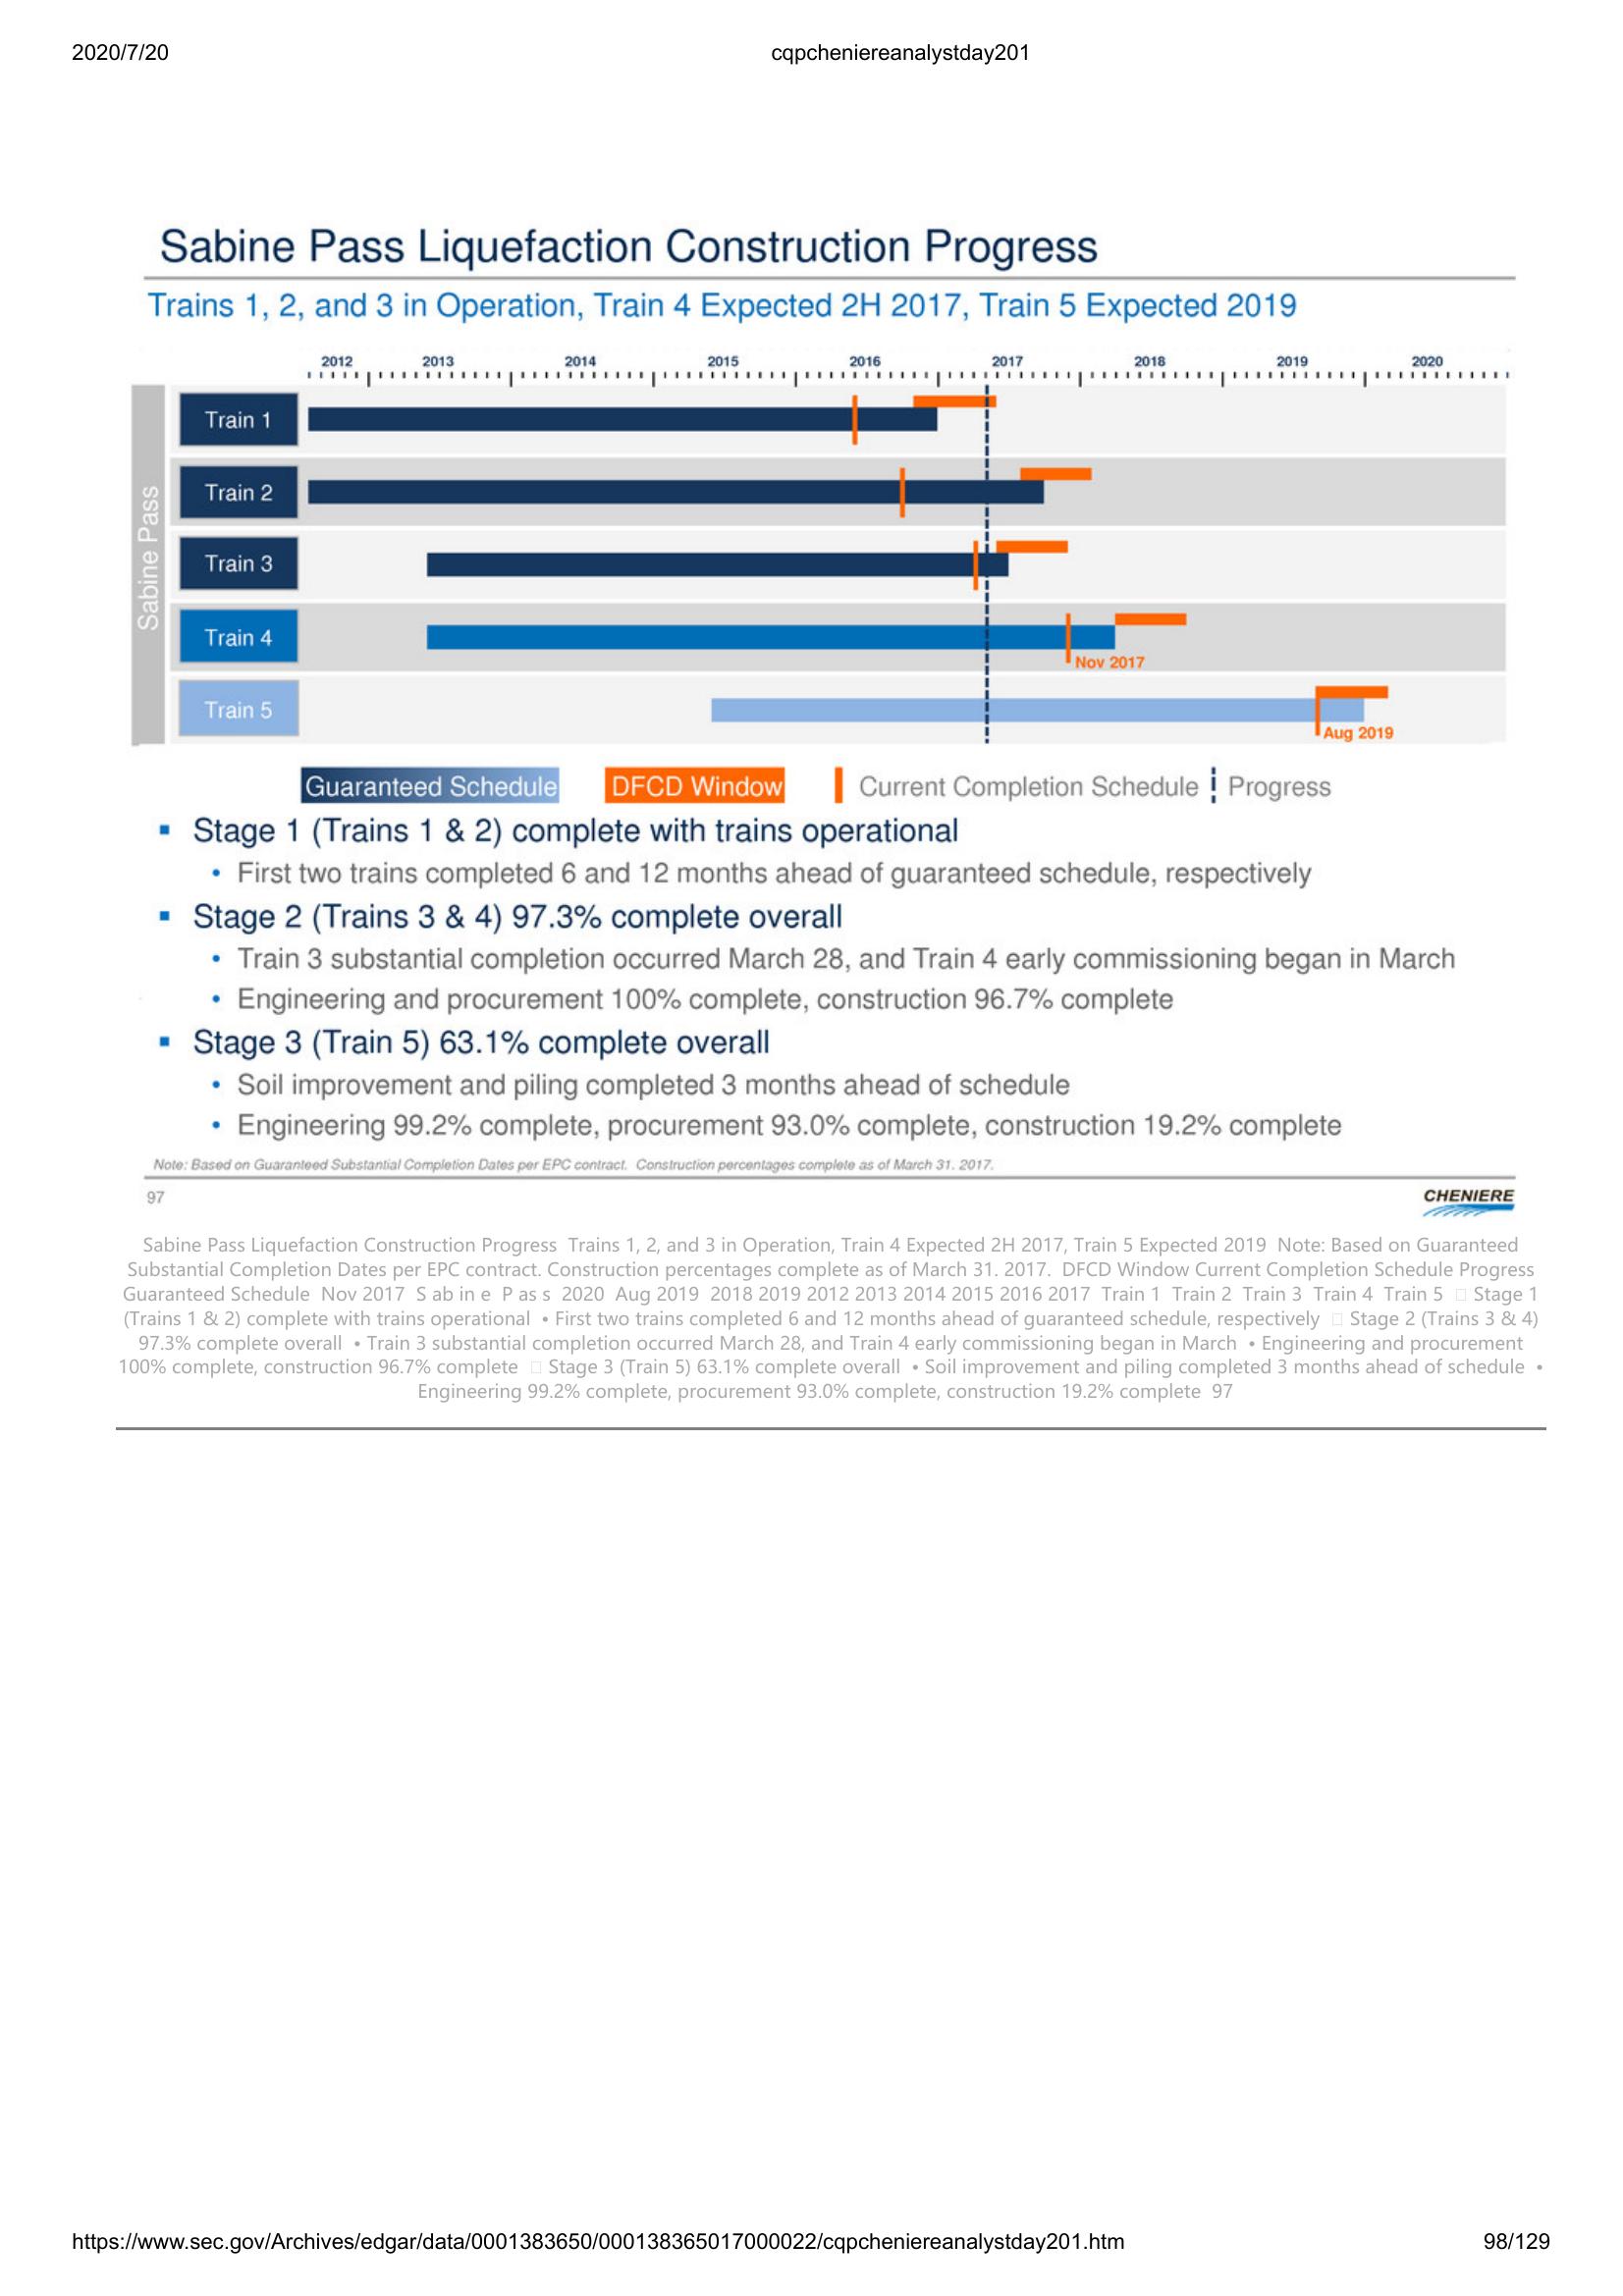 2020/7/20 cqpcheniereanalystday201
Sabine Pass Liquefaction Construction Progress
Trains 1, 2, and 3 in Operation, Train 4 Expected 2H 2017, Train 5 Expected 2019
2012 2013 2014 2015 2016 2017 2018 2019 2020
Sabine Pass
Train 1
Train 2
Train 3
Train 4
Nov 2017
Train 5
Aug 2019
Guaranteed Schedule DFCD Window Current Completion Schedule Progress
▪ Stage 1 (Trains 1 & 2) complete with trains operational
• First two trains completed 6 and 12 months ahead of guaranteed schedule, respectively
▪ Stage 2 (Trains 3 & 4) 97.3% complete overall
• Train 3 substantial completion occurred March 28, and Train 4 early commissioning began in March
• Engineering and procurement 100% complete, construction 96.7% complete
▪ Stage 3 (Train 5) 63.1% complete overall
• Soil improvement and piling completed 3 months ahead of schedule
• Engineering 99.2% complete, procurement 93.0% complete, construction 19.2% complete
Note: Based on Guaranteed Substantial Completion Dates per EPC contract. Construction percentages complete as of March 31. 2017.
97
CHENIERE
Sabine Pass Liquefaction Construction Progress Trains 1, 2, and 3 in Operation, Train 4 Expected 2H 2017, Train 5 Expected 2019 Note: Based on Guaranteed
Substantial Completion Dates per EPC contract. Construction percentages complete as of March 31. 2017. DFCD Window Current Completion Schedule Progress
Guaranteed Schedule Nov 2017 S ab in e P as s 2020 Aug 2019 2018 2019 2012 2013 2014 2015 2016 2017 Train 1 Train 2 Train 3 Train 4 Train 5 □ Stage 1
(Trains 1 & 2) complete with trains operational • First two trains completed 6 and 12 months ahead of guaranteed schedule, respectively □ Stage 2 (Trains 3 & 4)
97.3% complete overall • Train 3 substantial completion occurred March 28, and Train 4 early commissioning began in March • Engineering and procurement
100% complete, construction 96.7% complete □ Stage 3 (Train 5) 63.1% complete overall • Soil improvement and piling completed 3 months ahead of schedule •
Engineering 99.2% complete, procurement 93.0% complete, construction 19.2% complete 97
https://www.sec.gov/Archives/edgar/data/0001383650/000138365017000022/cqpcheniereanalystday201.htm 98/129